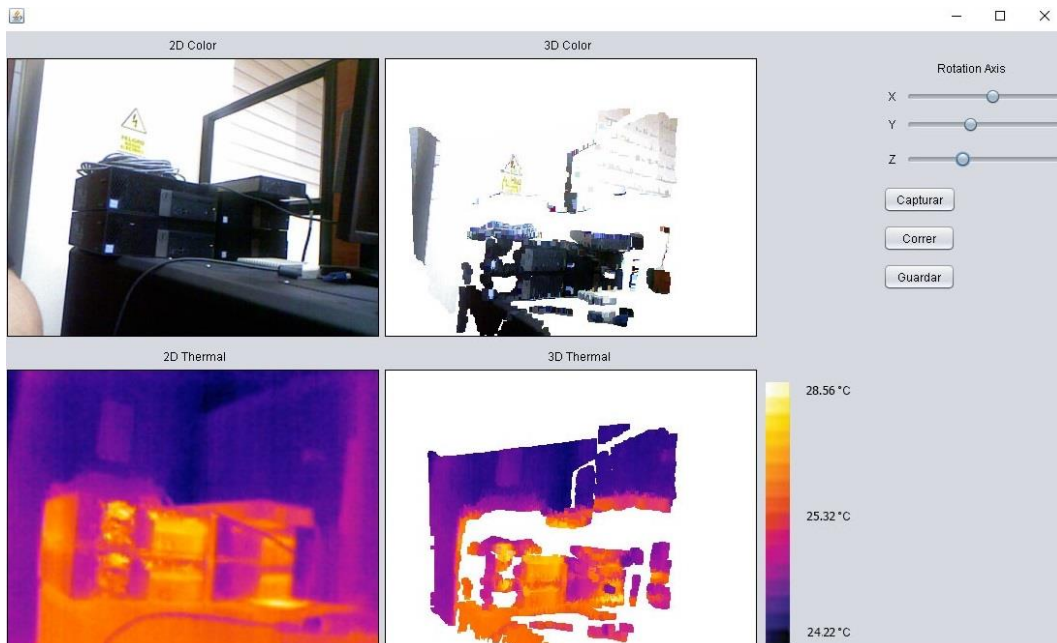 2D Color
3D Color
Rotation Axis
X
Y
Z
Capturar
Correr
Guardar
2D Thermal
3D Thermal
28.56 °C
25.32 °C
24.22 °C